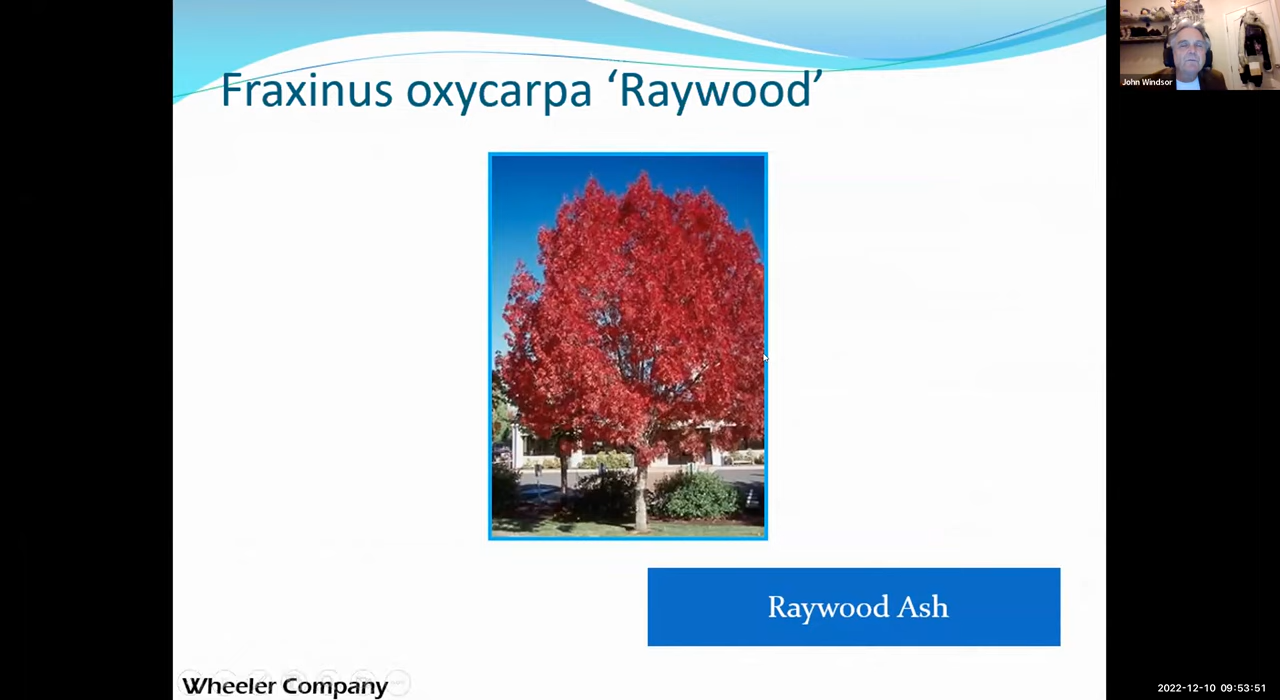 Fraxinus oxycarpa ‘Raywood’
John Windsor
Raywood Ash
Wheeler Company
2022-12-10 09:53:51